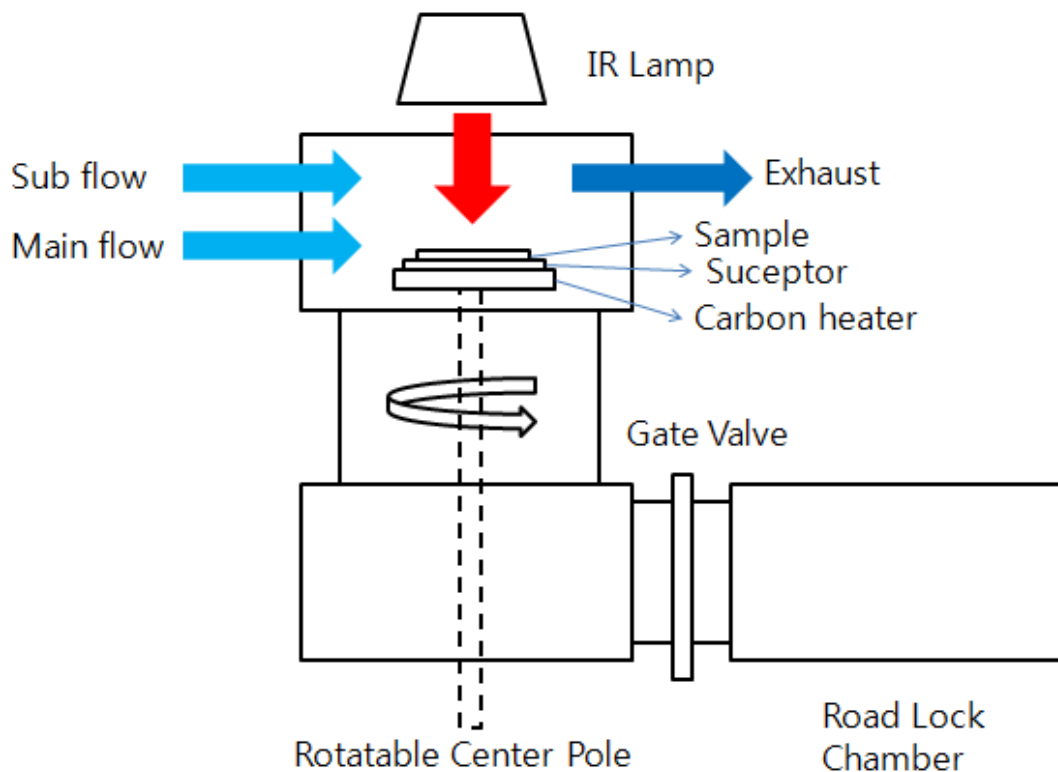 IR Lamp
Sub flow
Exhaust
Main flow
Sample
Suceptor
Carbon heater
Gate Valve
Road Lock
Chamber
Rotatable Center Pole